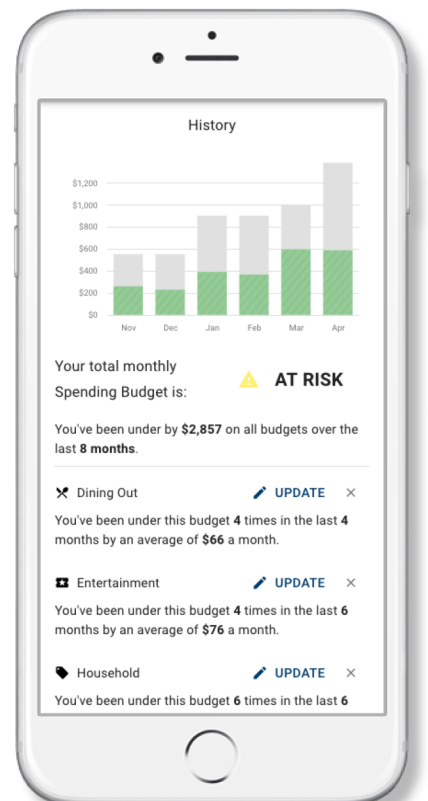 History
$1,200
$1,000
$800
$600
$400
$200
$0
Nov Dec Jan Feb Mar Apr
Your total monthly
Spending Budget is:
AT RISK
You've been under by $2,857 on all budgets over the
last 8 months.
Dining Out UPDATE
You've been under this budget 4 times in the last 4
months by an average of $66 a month.
Entertainment UPDATE
You've been under this budget 4 times in the last 6
months by an average of $76 a month.
Household UPDATE
You've been under this budget 6 times in the last 6